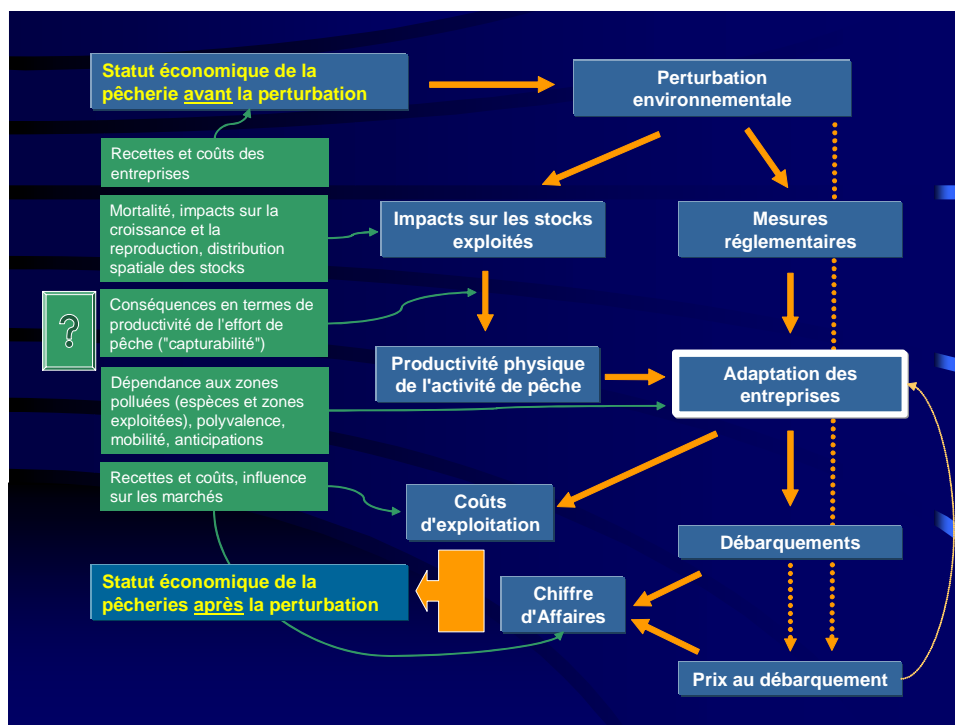 Statut économique de la
pêcherie avant la perturbation
Perturbation
environnementale
Recettes et coûts des
entreprises
Mortalité, impacts sur la
croissance et la
reproduction, distribution
spatiale des stocks
Impacts sur les stocks
exploités
Mesures
réglementaires
?
Conséquences en termes de
productivité de l'effort de
pêche ("capturabilité")
Productivité physique
de l'activité de pêche
Adaptation des
entreprises
Dépendance aux zones
polluées (espèces et zones
exploitées), polyvalence,
mobilité, anticipations
Recettes et coûts, influence
sur les marchés
Coûts
d'exploitation
Débarquements
Statut économique de la
pêcheries après la perturbation
Chiffre
d'Affaires
Prix au débarquement